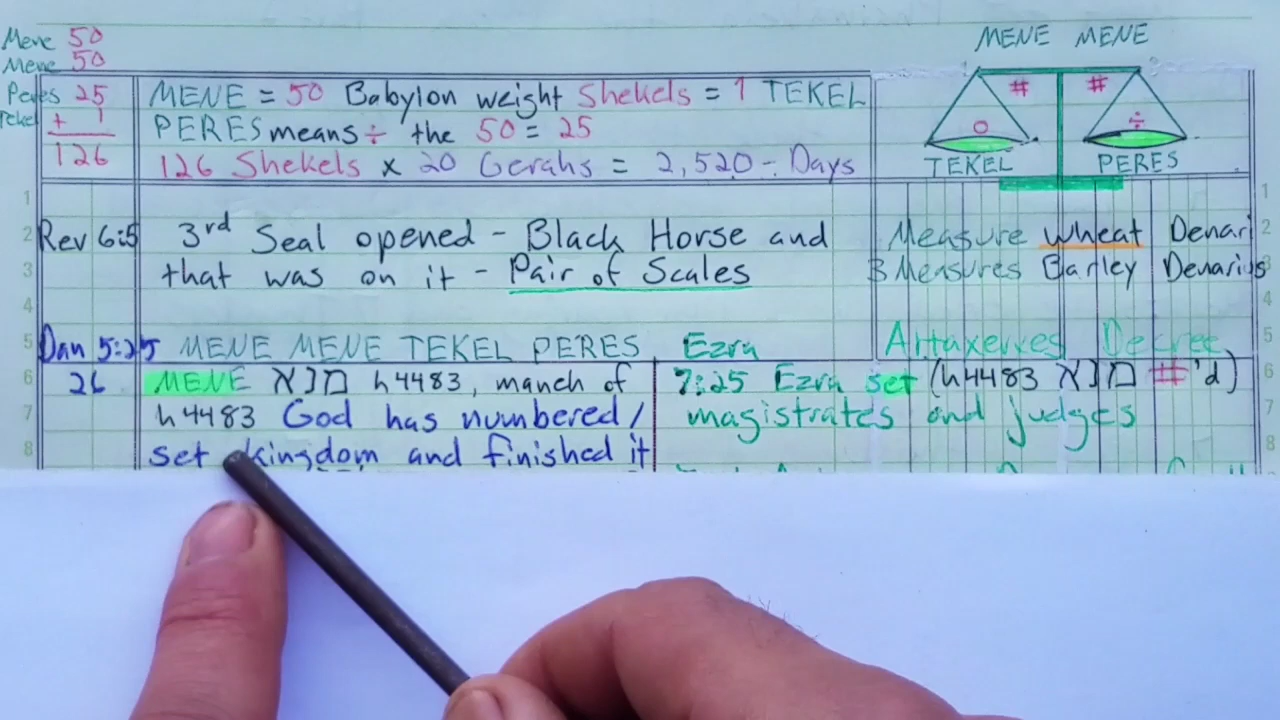 Mene 50
Mene 50
Peres 25
Tekel + 1
126
MENE = 50 Babylon weight Shekels = 1 TEKEL
PERES means ÷ the 50 = 25
126 Shekels x 20 Gerahs = 2,520 - Days
MENE MENE
# #
÷
TEKEL PERES
Rev 6:5 3rd Seal opened - Black Horse and
that was on it - Pair of Scales
Measure wheat Denari
3 Measures Barley Denarius
Dan 5:25 MENE MENE TEKEL PERES Ezra Artaxerxes Decree
26 MENE מנא h4483, maneh of
h4483 God has numbered/
set kingdom and finished it
7:25 Ezra set (h4483 מנא #'d)
magistrates and judges
1
2
3
4
5
6
7
8
1
2
3
4
5
6
7
8